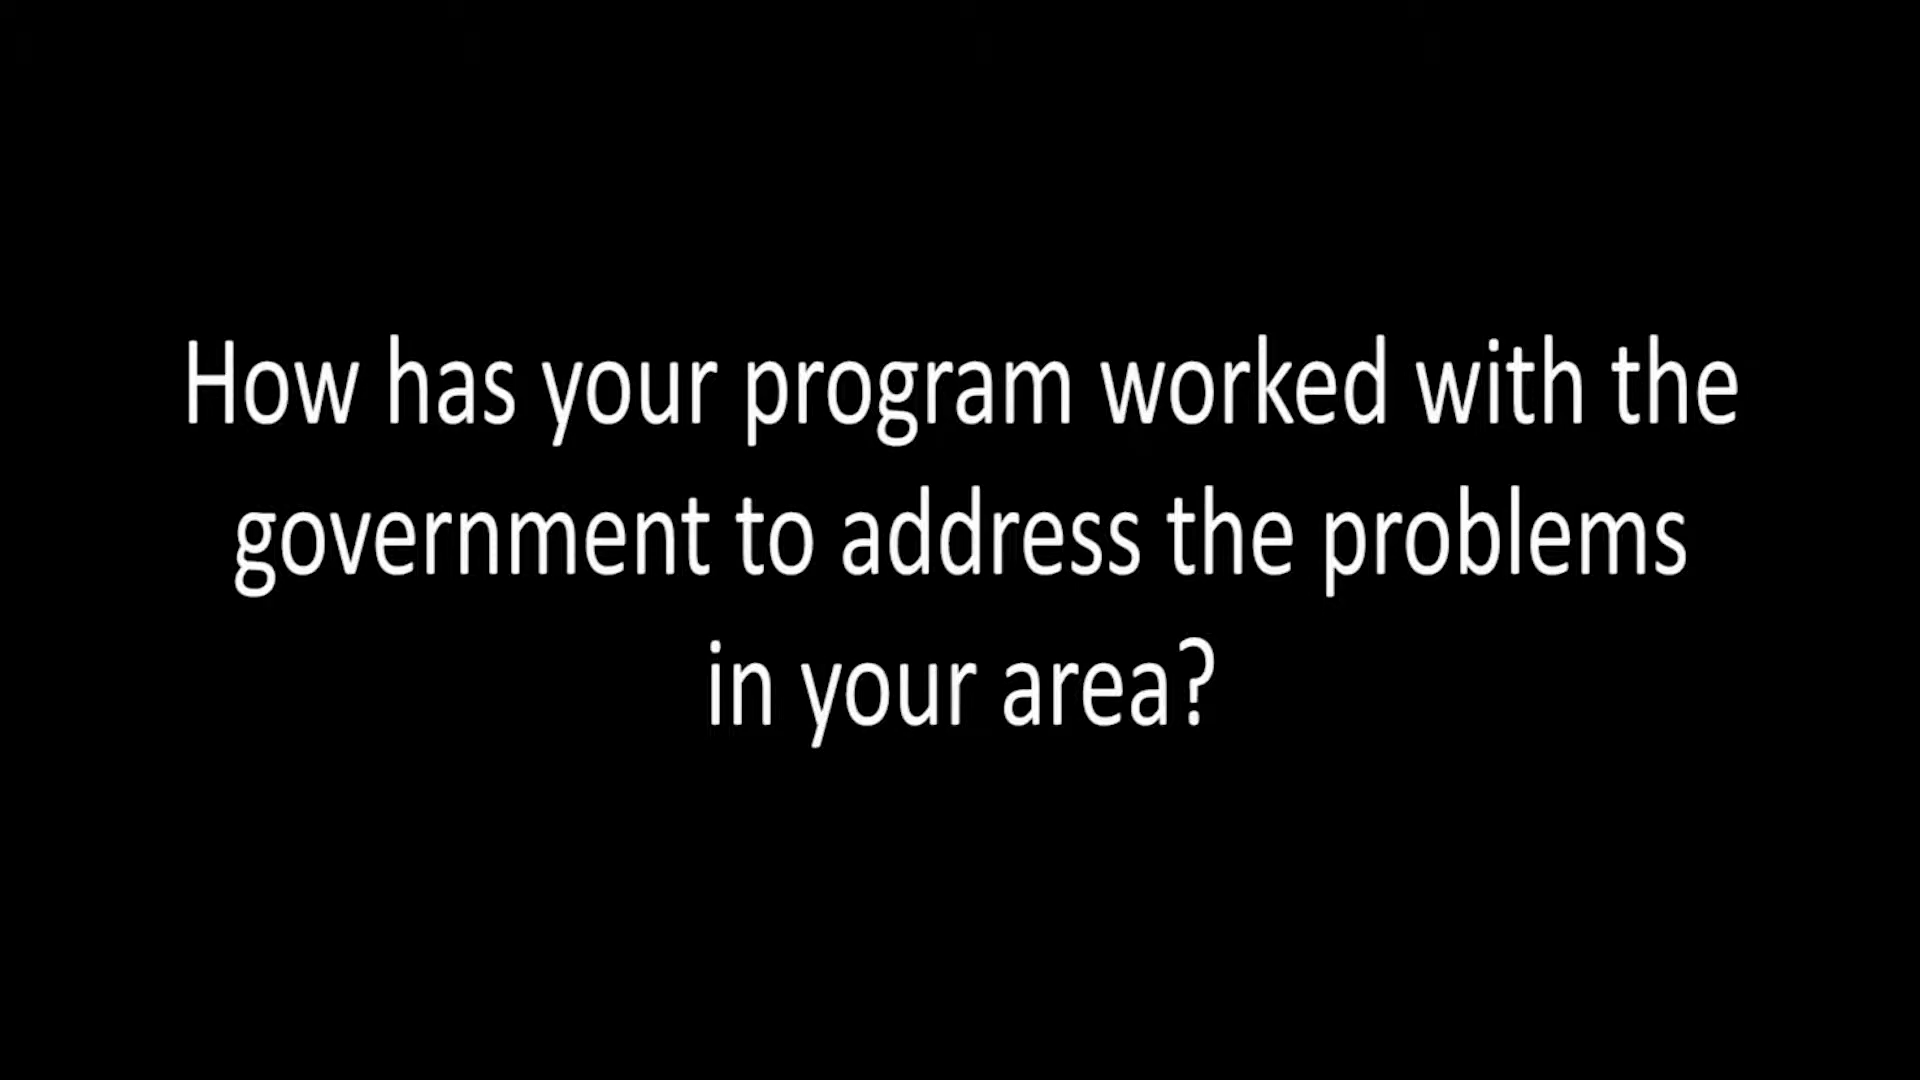 How has your program worked with the
government to address the problems
in your area?